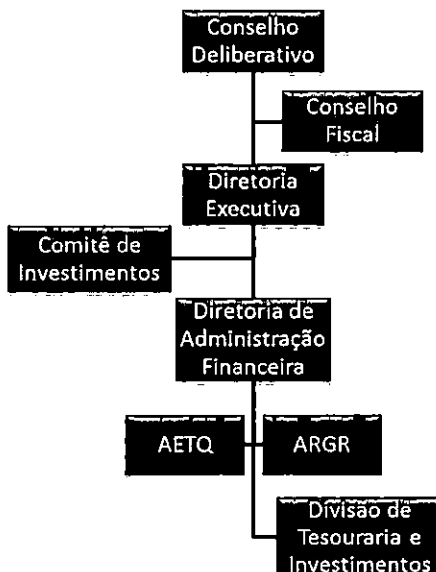 Conselho
Deliberativo
Conselho
Fiscal
Diretoria
Executiva
Comitê de
Investimentos
Diretoria de
Administração
Financeira
AETQ
ARGR
Divisão de
Tesouraria e
Investimentos